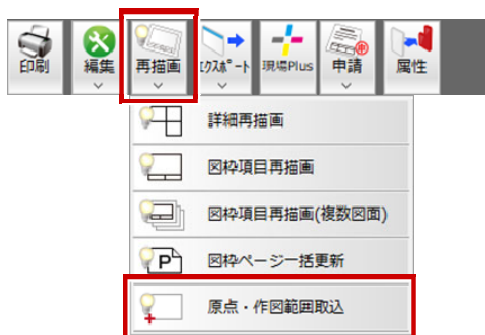 印刷 編集 再描画 エクスポート 現場Plus 申請 属性
詳細再描画
図枠項目再描画
図枠項目再描画(複数図面)
P 図枠ページ一括更新
原点・作図範囲取込